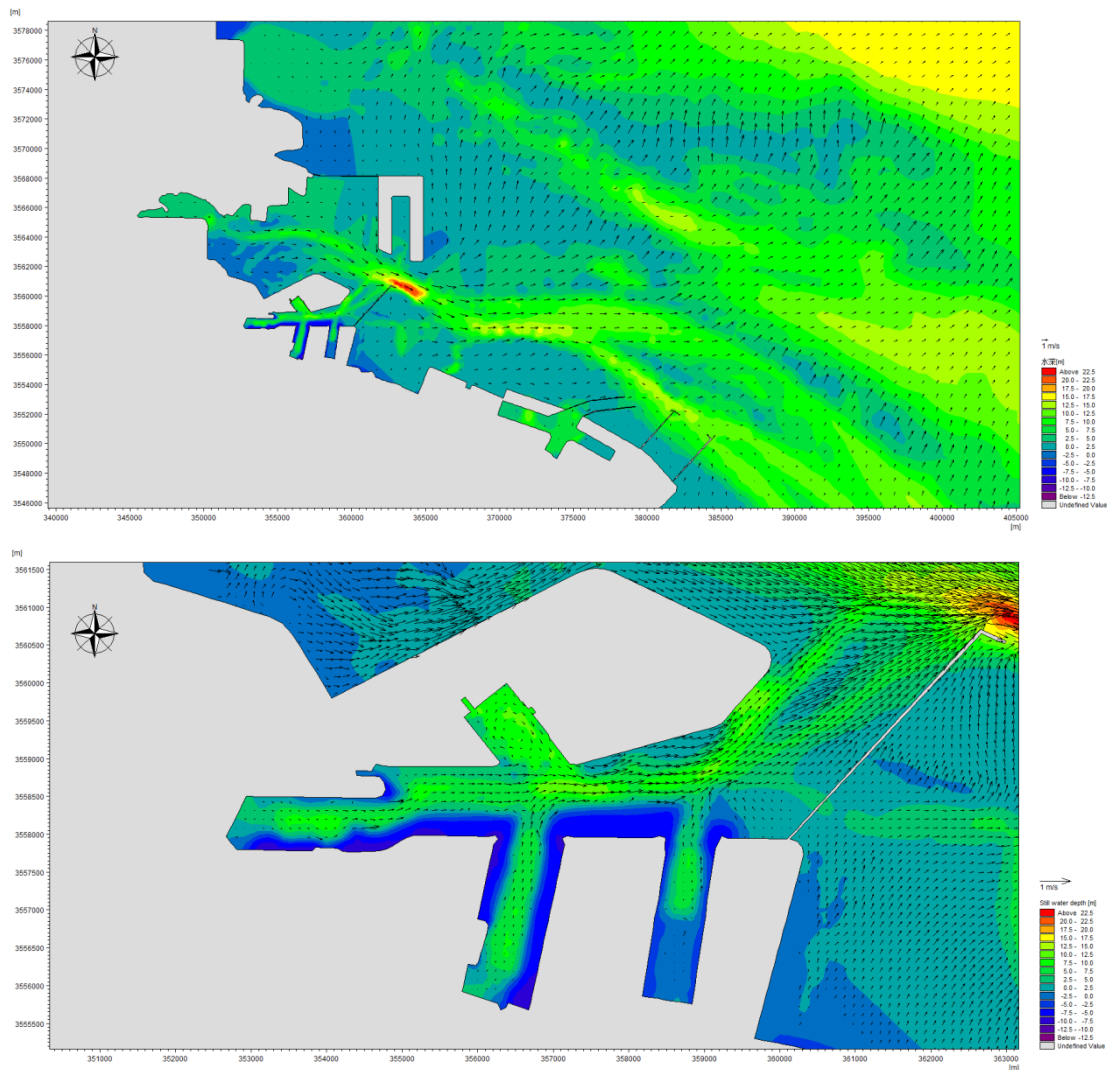 [m]
3578000
N
3576000
3574000
3572000
3570000
3568000
3566000
3564000
3562000
3560000
3558000
3556000
3554000
3552000
3550000
3548000
3546000
340000 345000 350000 355000 360000 365000 370000 375000 380000 385000 390000 395000 400000 405000
[m]
1 m/s
水深[m]
Above 22.5
20.0 - 22.5
17.5 - 20.0
15.0 - 17.5
12.5 - 15.0
10.0 - 12.5
7.5 - 10.0
5.0 - 7.5
2.5 - 5.0
0.0 - 2.5
-2.5 - 0.0
-5.0 - -2.5
-7.5 - -5.0
-10.0 - -7.5
-12.5 - -10.0
Below -12.5
Undefined Value
[m]
3561500
3561000
N
3560500
3560000
3559500
3559000
3558500
3558000
3557500
3557000
3556500
3556000
3555500
351000 352000 353000 354000 355000 356000 357000 358000 359000 360000 361000 362000 363000
[m]
1 m/s
Still water depth [m]
Above 22.5
20.0 - 22.5
17.5 - 20.0
15.0 - 17.5
12.5 - 15.0
10.0 - 12.5
7.5 - 10.0
5.0 - 7.5
2.5 - 5.0
0.0 - 2.5
-2.5 - 0.0
-5.0 - -2.5
-7.5 - -5.0
-10.0 - -7.5
-12.5 - -10.0
Below -12.5
Undefined Value